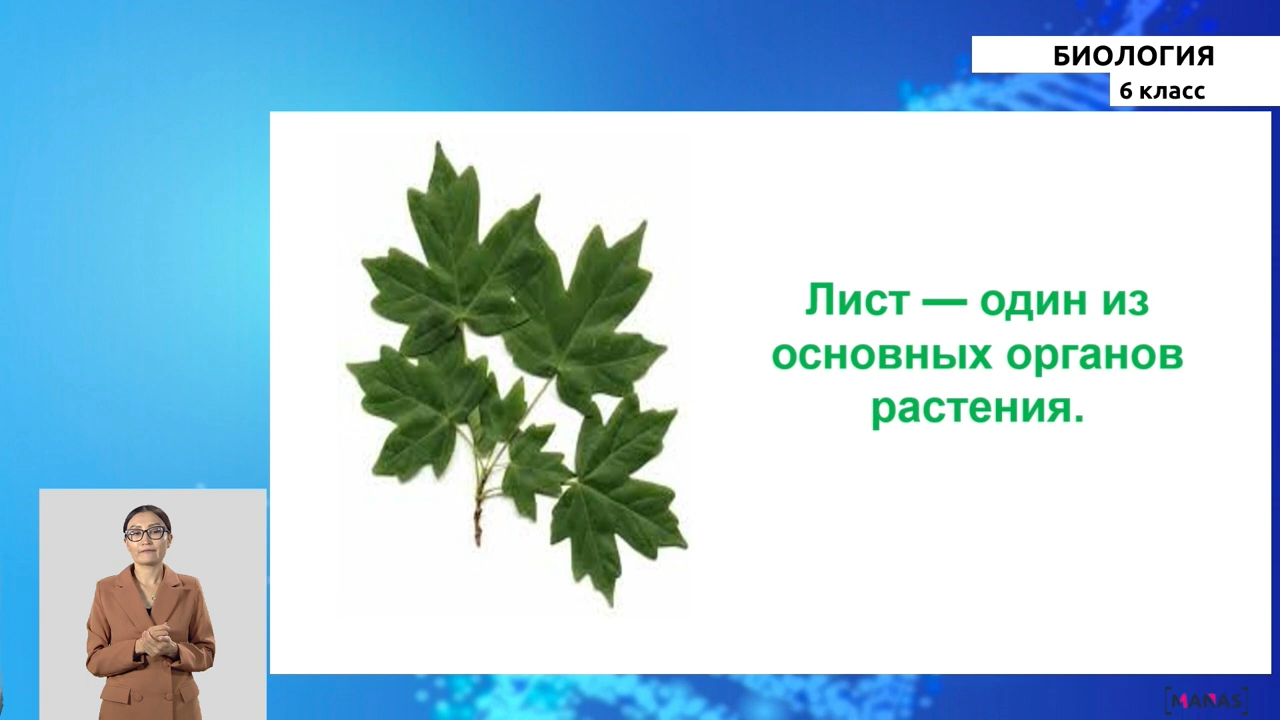 БИОЛОГИЯ
6 класс
Лист — один из
основных органов
растения.
[MANAS]